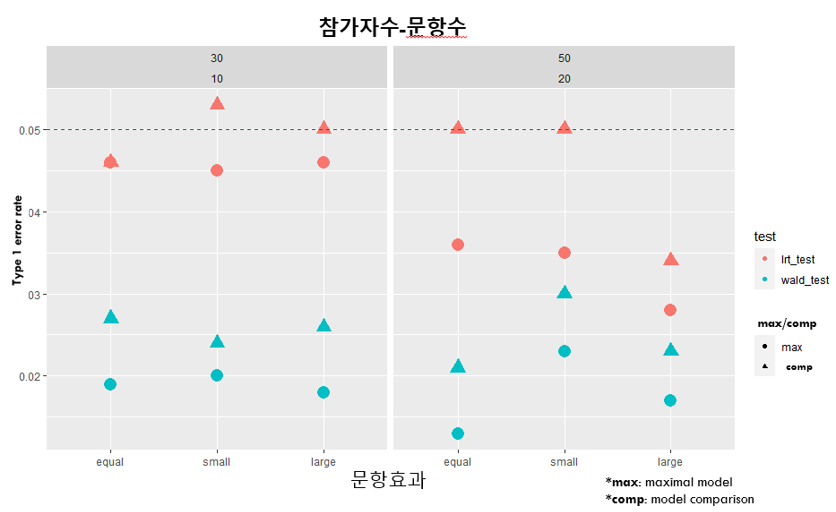 참가자수-문항수
30
50
10
20
0.05
04
03
0.02
Type 1 error rate
equal
small
large
equal
small
large
문항효과
test
lrt_test
wald_test
max/comp
max
comp
*max: maximal model
*comp: model comparison